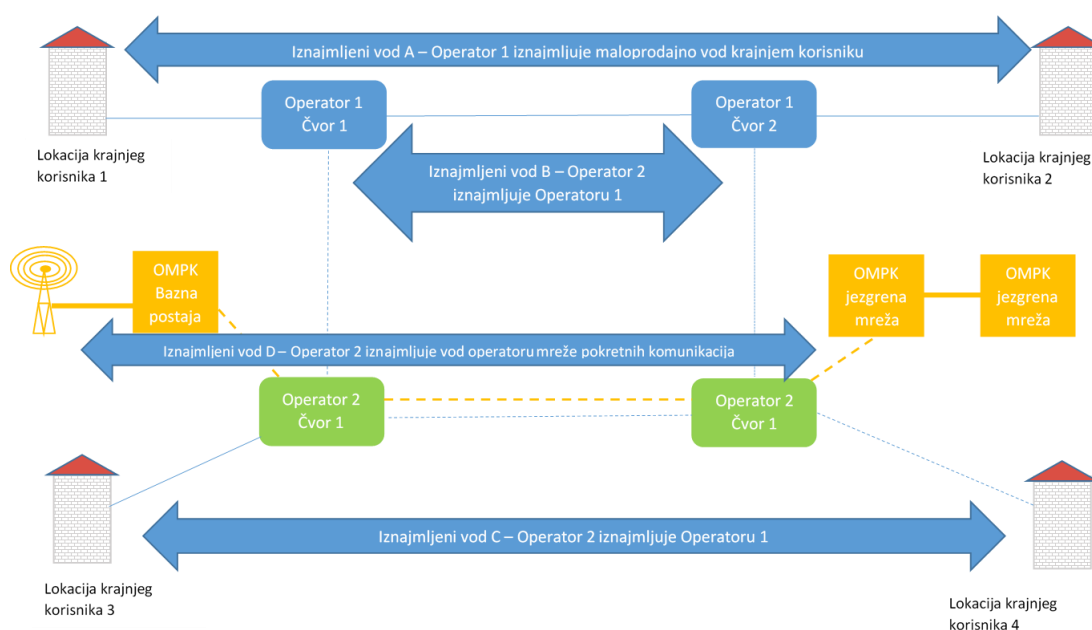 Iznajmljeni vod A – Operator 1 iznajmljuje maloprodajno vod krajnjem korisniku
Operator 1
Čvor 1
Operator 1
Čvor 2
Lokacija krajnjeg
korisnika 1
Lokacija krajnjeg
korisnika 2
Iznajmljeni vod B – Operator 2
iznajmljuje Operatoru 1
OMPK
Bazna
postaja
OMPK
jezgrena
mreža
OMPK
jezgrena
mreža
Iznajmljeni vod D – Operator 2 iznajmljuje vod operatoru mreže pokretnih komunikacija
Operator 2
Čvor 1
Operator 2
Čvor 1
Iznajmljeni vod C – Operator 2 iznajmljuje Operatoru 1
Lokacija krajnjeg
korisnika 3
Lokacija krajnjeg
korisnika 4